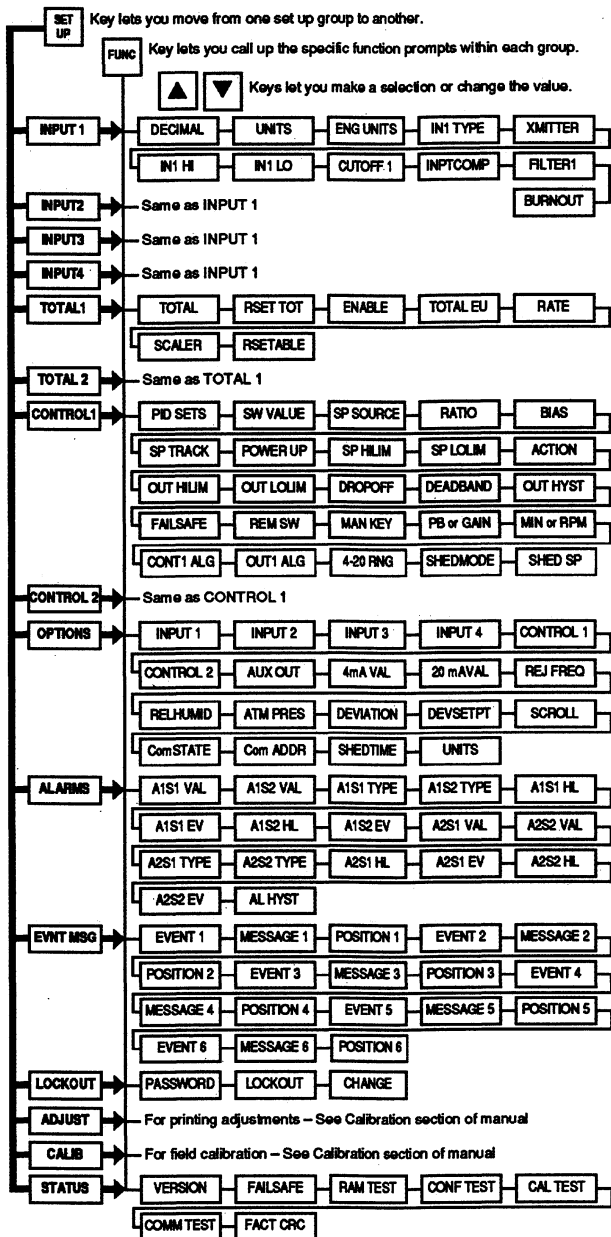 SET UP Key lets you move from one set up group to another.
FUNC Key lets you call up the specific function prompts within each group.
Keys let you make a selection or change the value.
INPUT 1 DECIMAL UNITS ENG UNITS IN1 TYPE XMITTER
IN1 HI IN1 LO CUTOFF 1 INPTCOMP FILTER1
BURNOUT
INPUT2 Same as INPUT 1
INPUT3 Same as INPUT 1
INPUT4 Same as INPUT 1
TOTAL1 TOTAL RSET TOT ENABLE TOTAL EU RATE
SCALER RSETABLE
TOTAL 2 Same as TOTAL 1
CONTROL1 PID SETS SW VALUE SP SOURCE RATIO BIAS
SP TRACK POWER UP SP HILIM SP LOLIM ACTION
OUT HILIM OUT LOLIM DROPOFF DEADBAND OUT HYST
FAILSAFE REM SW MAN KEY PB or GAIN MIN or RPM
CONT1 ALG OUT1 ALG 4-20 RNG SHEDMODE SHED SP
CONTROL 2 Same as CONTROL 1
OPTIONS INPUT 1 INPUT 2 INPUT 3 INPUT 4 CONTROL 1
CONTROL 2 AUX OUT 4mA VAL 20 mAVAL REJ FREQ
RELHUMID ATM PRES DEVIATION DEVSETPT SCROLL
ComSTATE Com ADDR SHEDTIME UNITS
ALARMS A1S1 VAL A1S2 VAL A1S1 TYPE A1S2 TYPE A1S1 HL
A1S1 EV A1S2 HL A1S2 EV A2S1 VAL A2S2 VAL
A2S1 TYPE A2S2 TYPE A2S1 HL A2S1 EV A2S2 HL
A2S2 EV AL HYST
EVNT MSG EVENT 1 MESSAGE 1 POSITION 1 EVENT 2 MESSAGE 2
POSITION 2 EVENT 3 MESSAGE 3 POSITION 3 EVENT 4
MESSAGE 4 POSITION 4 EVENT 5 MESSAGE 5 POSITION 5
EVENT 6 MESSAGE 6 POSITION 6
LOCKOUT PASSWORD LOCKOUT CHANGE
ADJUST For printing adjustments – See Calibration section of manual
CALIB For field calibration – See Calibration section of manual
STATUS VERSION FAILSAFE RAM TEST CONF TEST CAL TEST
COMM TEST FACT CRC